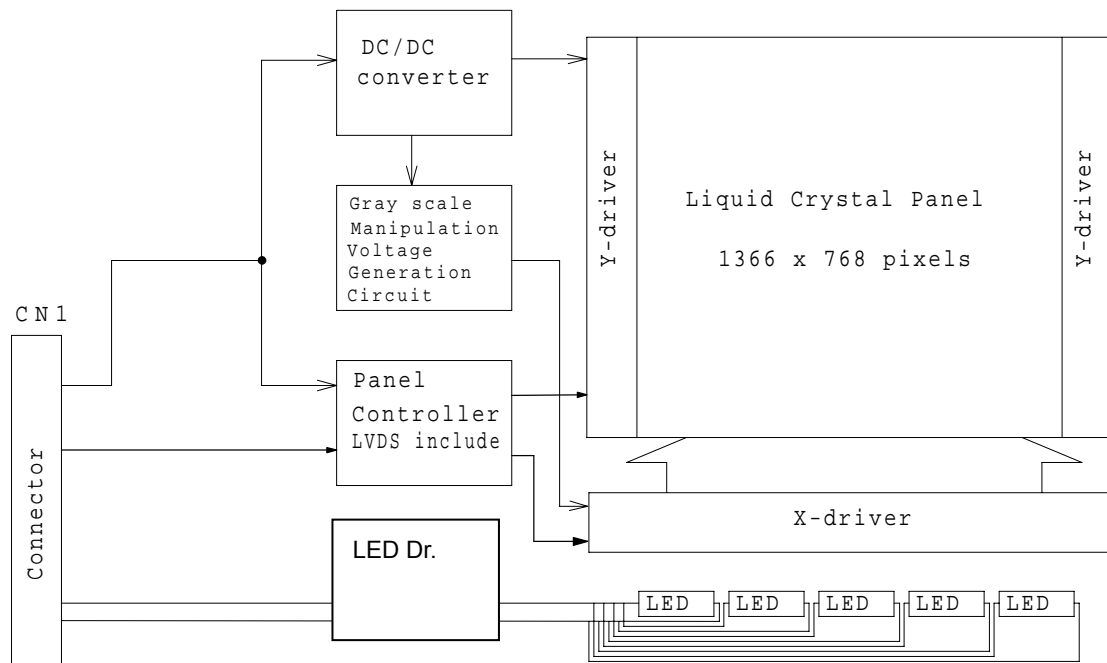 DC/DC
converter
Gray scale
Manipulation
Voltage
Generation
Circuit
CN1
Connector
Panel
Controller
LVDS include
LED Dr.
Y-driver
Liquid Crystal Panel
1366 x 768 pixels
Y-driver
X-driver
LED
LED
LED
LED
LED